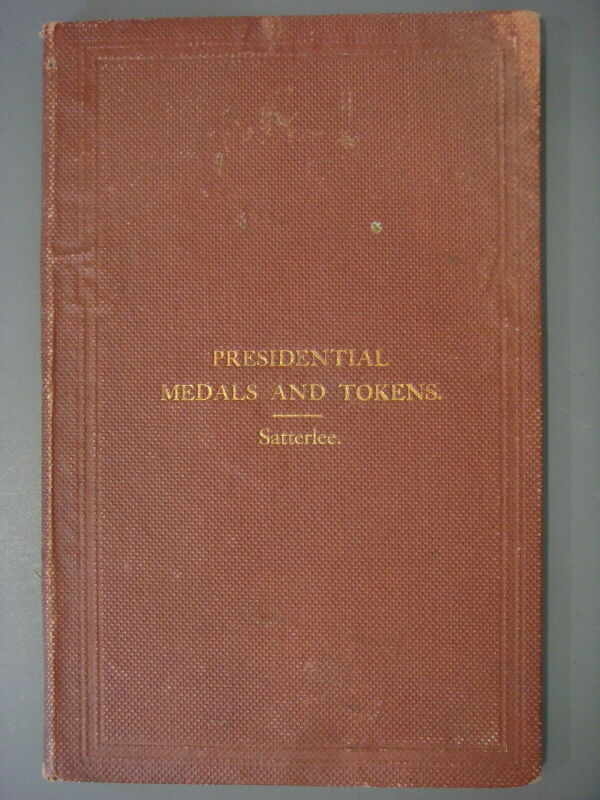 PRESIDENTIAL
MEDALS AND TOKENS.
Satterlee.